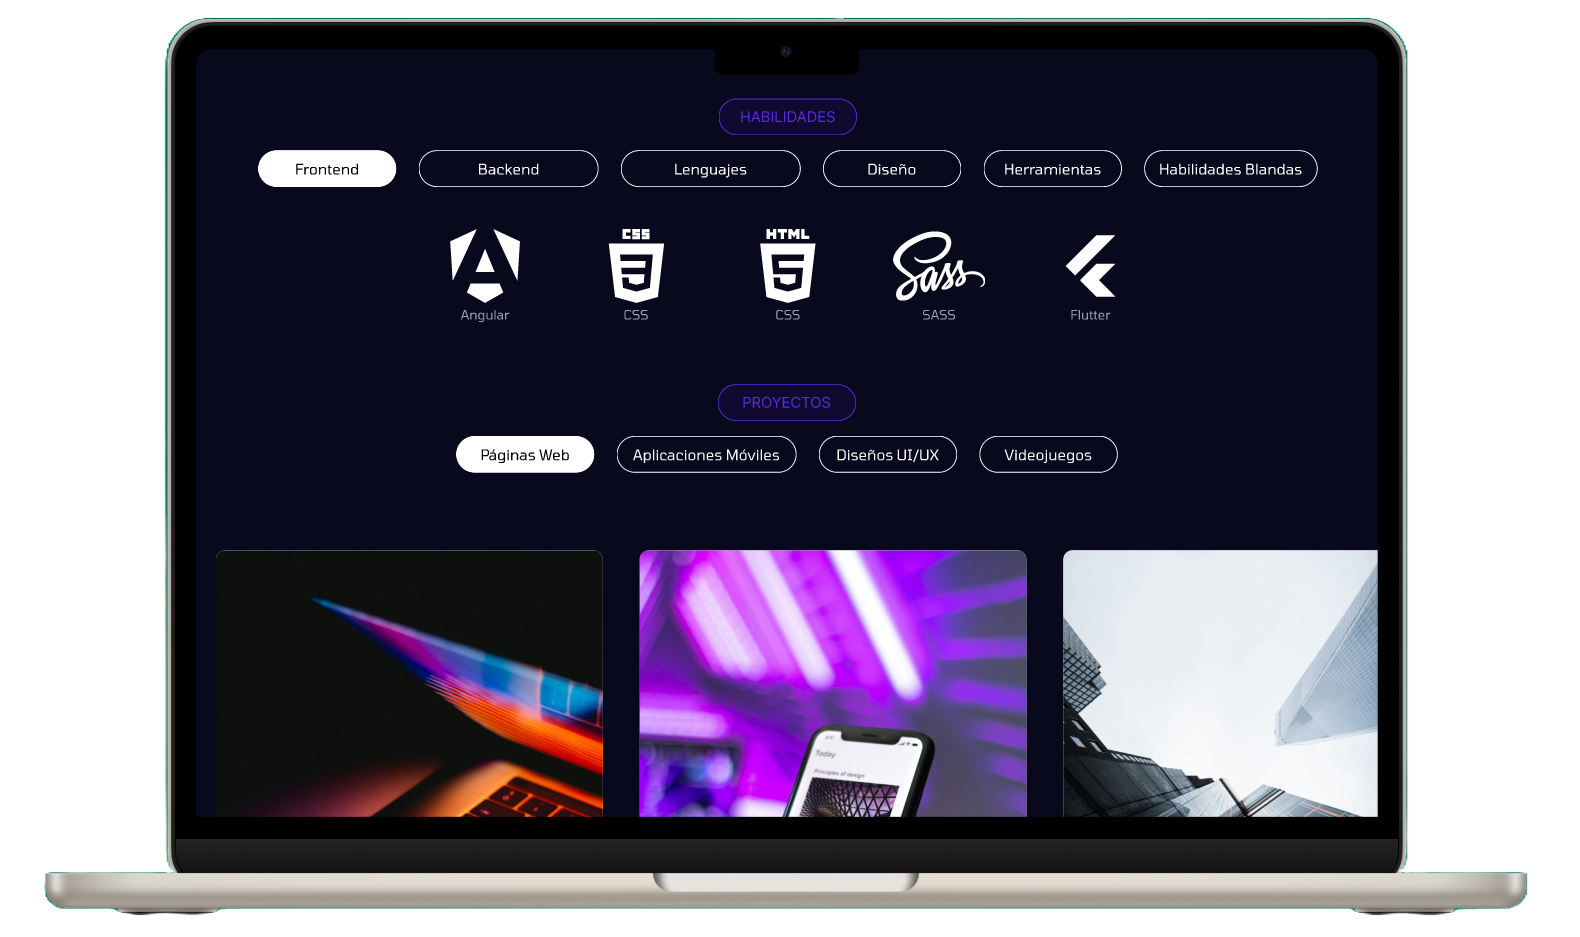 HABILIDADES
Frontend Backend Lenguajes Diseño Herramientas Habilidades Blandas
CSS HTML Sass
Angular CSS CSS SASS Flutter
PROYECTOS
Páginas Web Aplicaciones Móviles Diseños UI/UX Videojuegos
Today
Principles of design